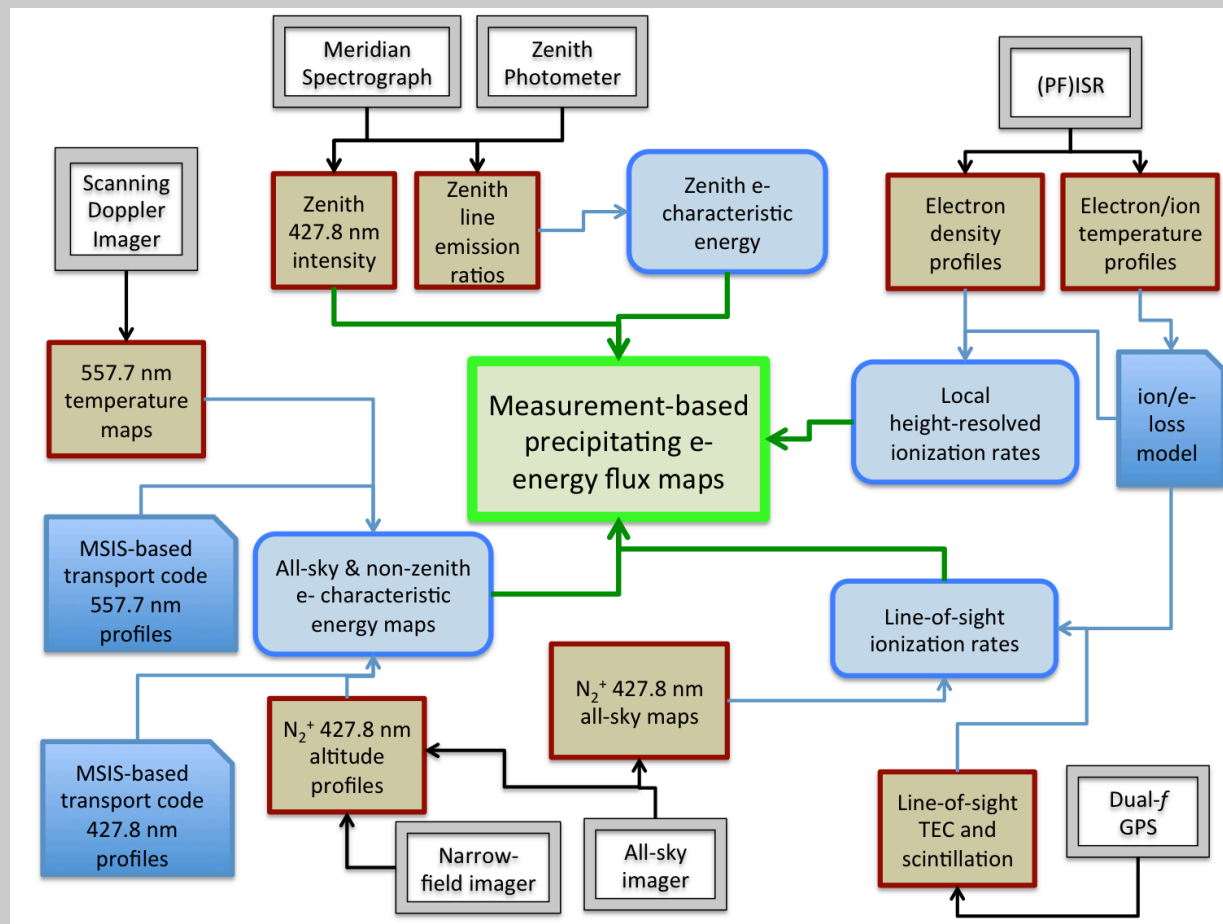 Meridian
Spectrograph
Zenith
Photometer
(PF)ISR
Scanning
Doppler
Imager
Zenith
427.8 nm
intensity
Zenith
line
emission
ratios
Zenith e-
characteristic
energy
Electron
density
profiles
Electron/ion
temperature
profiles
557.7 nm
temperature
maps
Measurement-based
precipitating e-
energy flux maps
Local
height-resolved
ionization rates
ion/e-
loss
model
MSIS-based
transport code
557.7 nm
profiles
All-sky & non-zenith
e- characteristic
energy maps
Line-of-sight
ionization rates
N₂⁺ 427.8 nm
all-sky maps
N₂⁺ 427.8 nm
altitude
profiles
MSIS-based
transport code
427.8 nm
profiles
Line-of-sight
TEC and
scintillation
Dual-f
GPS
Narrow-
field imager
All-sky
imager